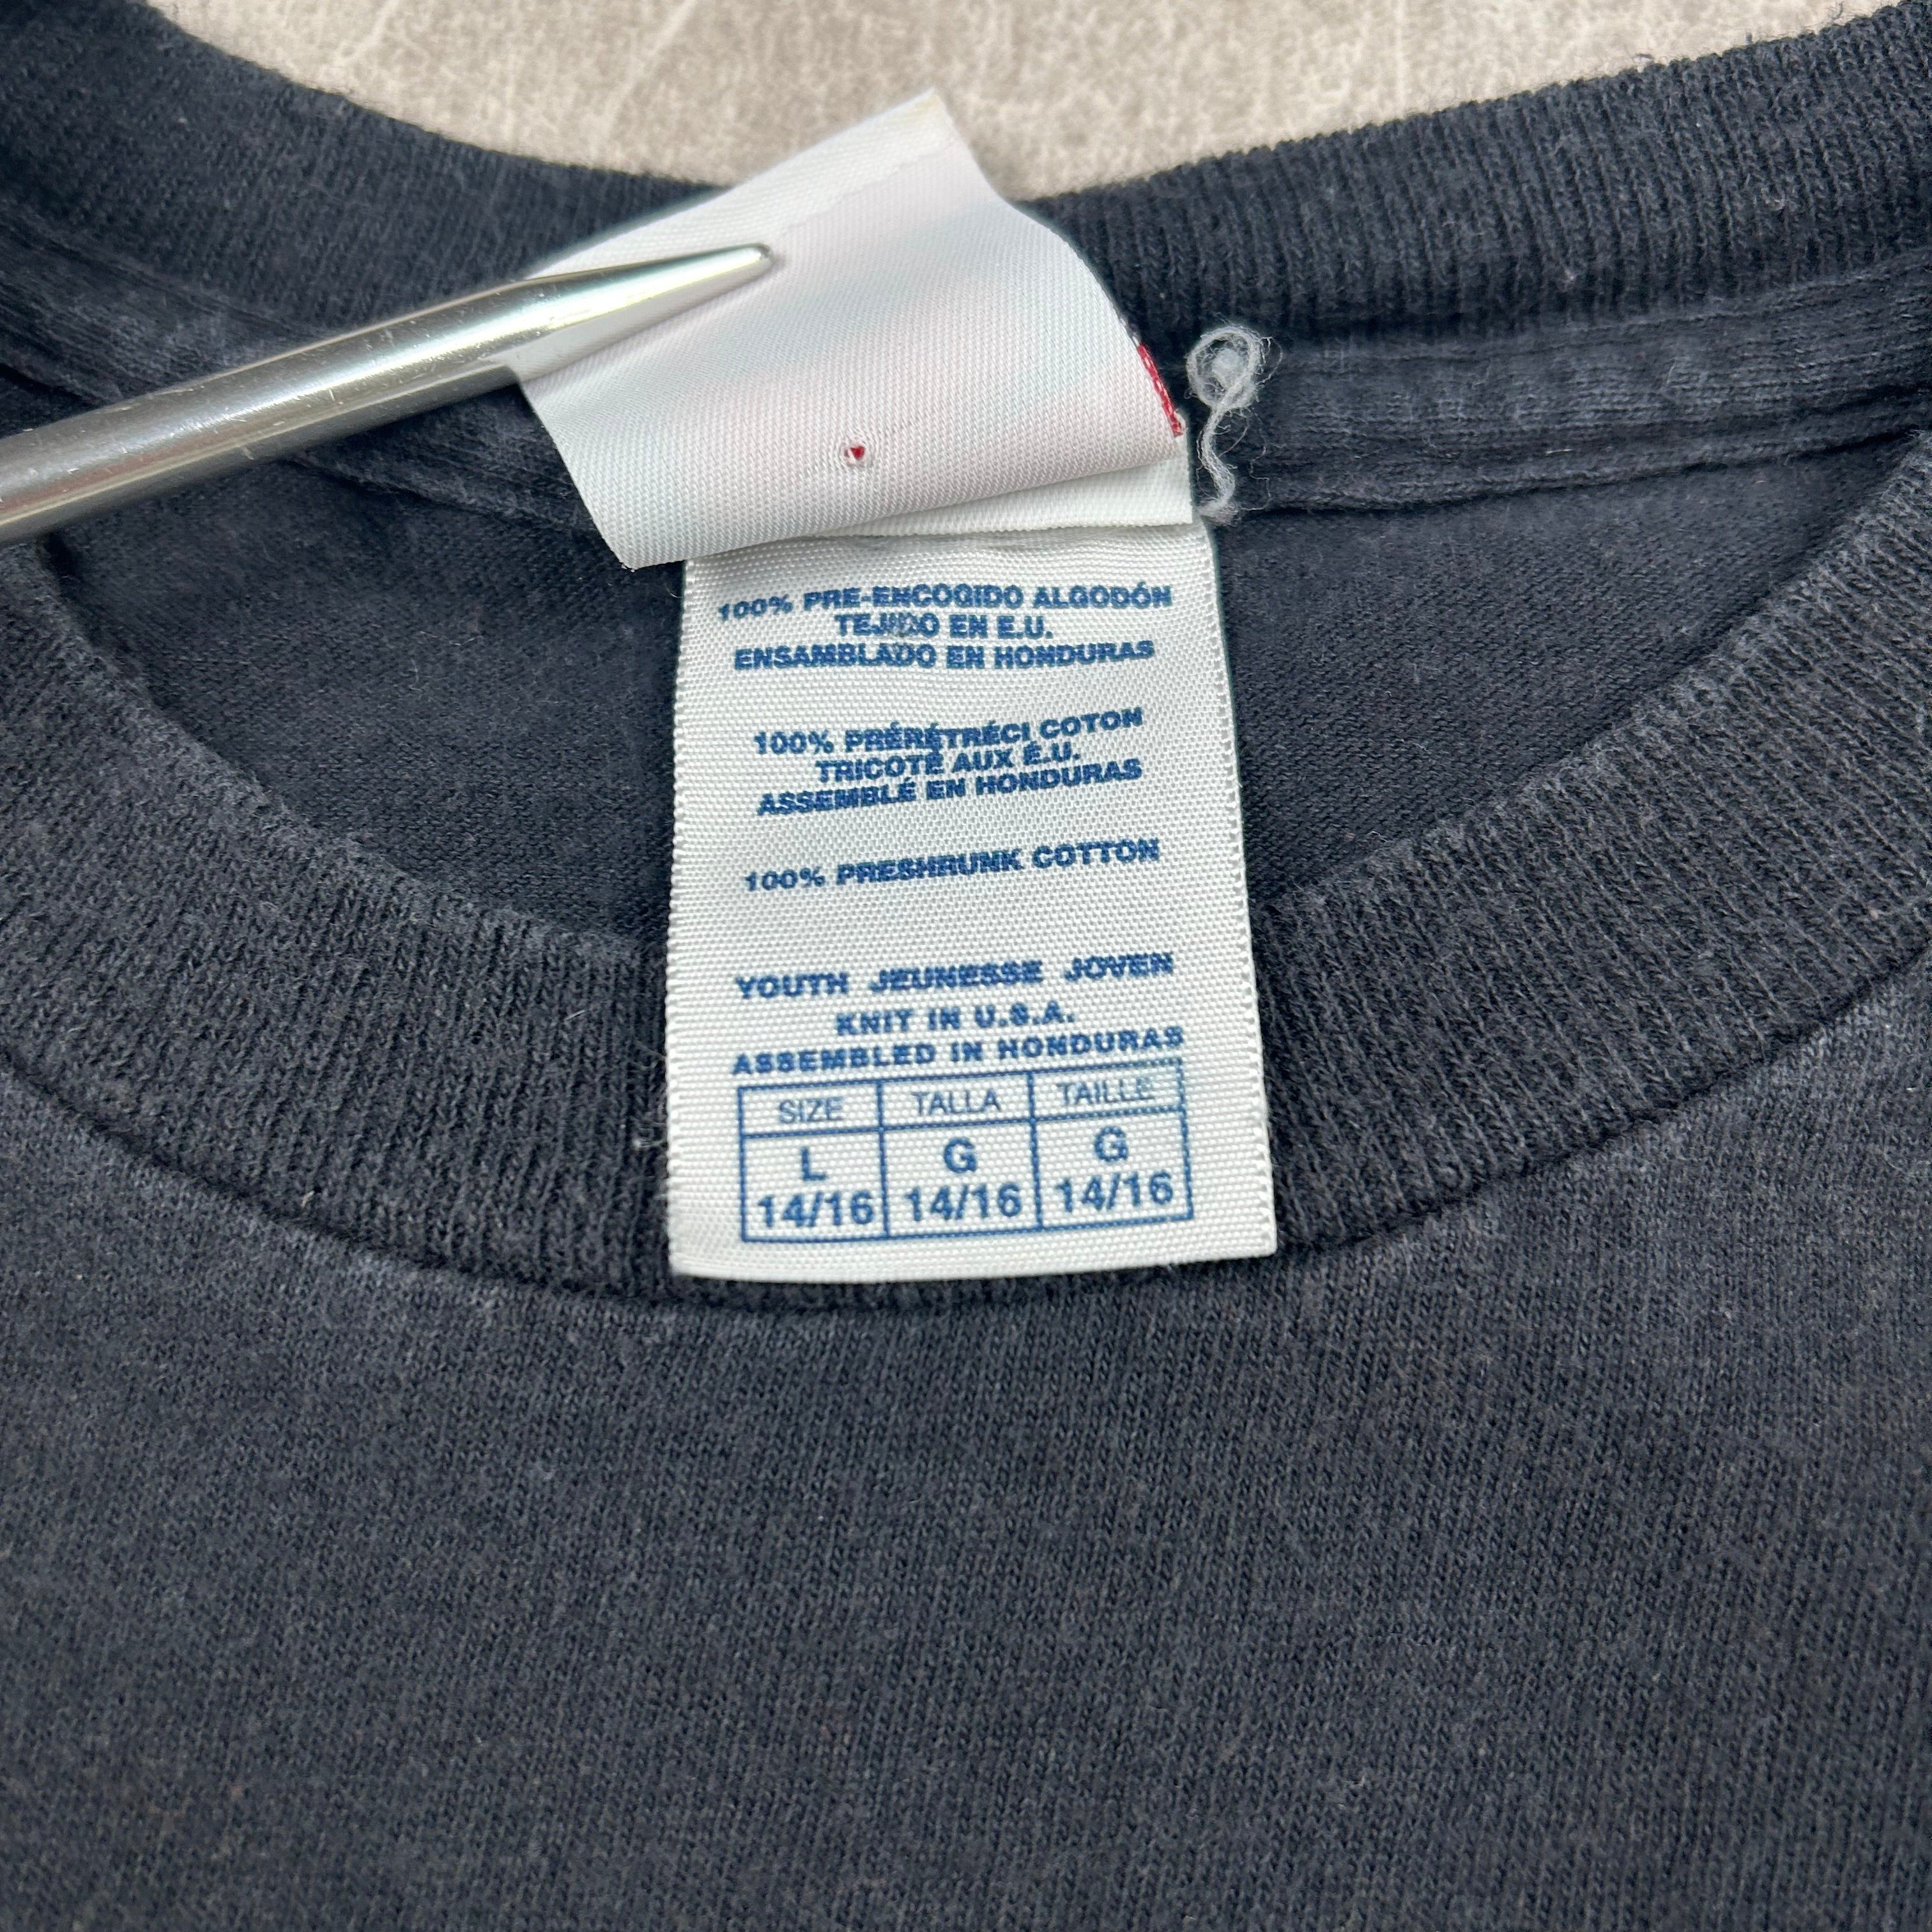 100% PRE-ENCOGIDO ALGODÓN
TEJIDO EN E.U.
ENSAMBLADO EN HONDURAS
100% PRÉRÉTRÉCI COTON
TRICOTÉ AUX É.U.
ASSEMBLÉ EN HONDURAS
100% PRESHRUNK COTTON
YOUTH JEUNESSE JOVEN
KNIT IN U.S.A.
ASSEMBLED IN HONDURAS
SIZE TALLA TAILLE
L G G
14/16 14/16 14/16